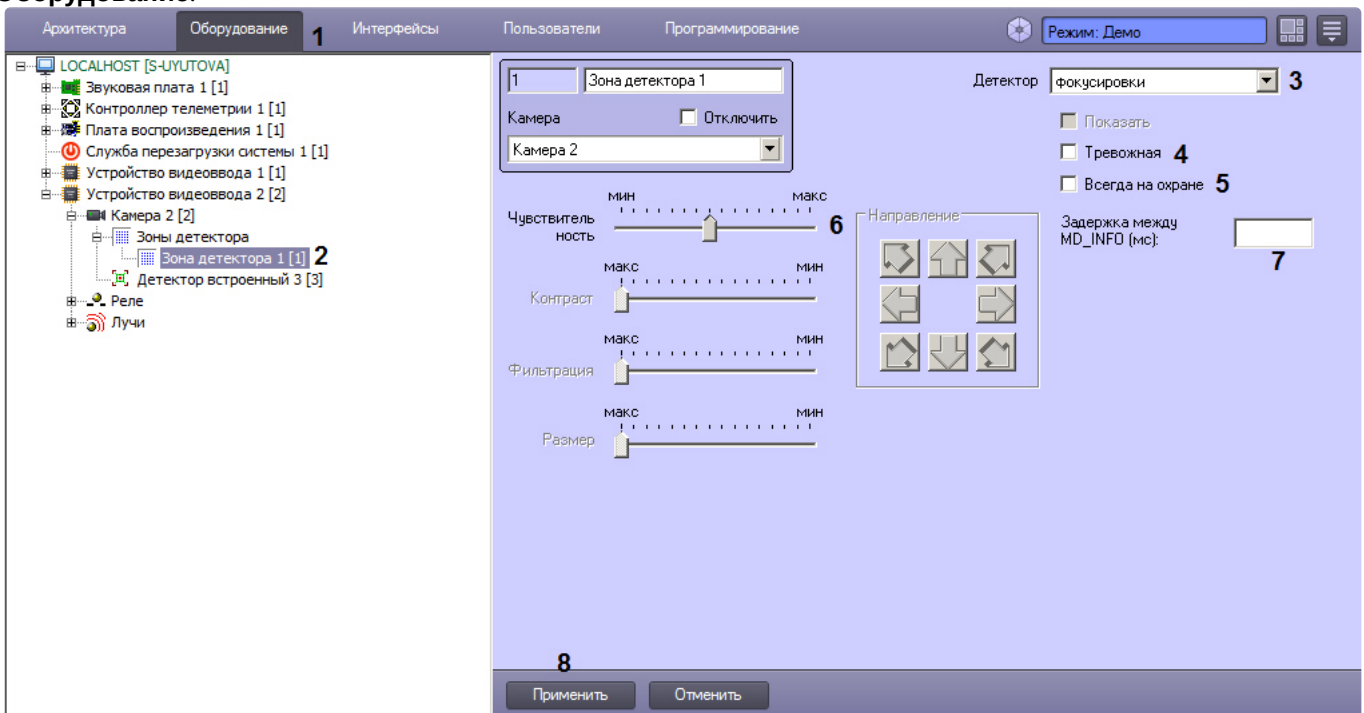 Оборудование.
Архитектура Оборудование 1 Интерфейсы Пользователи Программирование Режим: Демо
LOCALHOST [S-UYUTOVA]
Звуковая плата 1 [1]
Контроллер телеметрии 1 [1]
Плата воспроизведения 1 [1]
Служба перезагрузки системы 1 [1]
Устройство видеоввода 1 [1]
Устройство видеоввода 2 [2]
Камера 2 [2]
Зоны детектора
Зона детектора 1 [1] 2
Детектор встроенный 3 [3]
Реле
Лучи
1 Зона детектора 1
Камера Отключить
Камера 2
Детектор фокусировки 3
Показать
Тревожная 4
Всегда на охране 5
Задержка между
MD_INFO (мс):
7
мин макс
Чувствитель
ность 6
макс мин
Контраст
макс мин
Фильтрация
макс мин
Размер
Направление
8
Применить Отменить